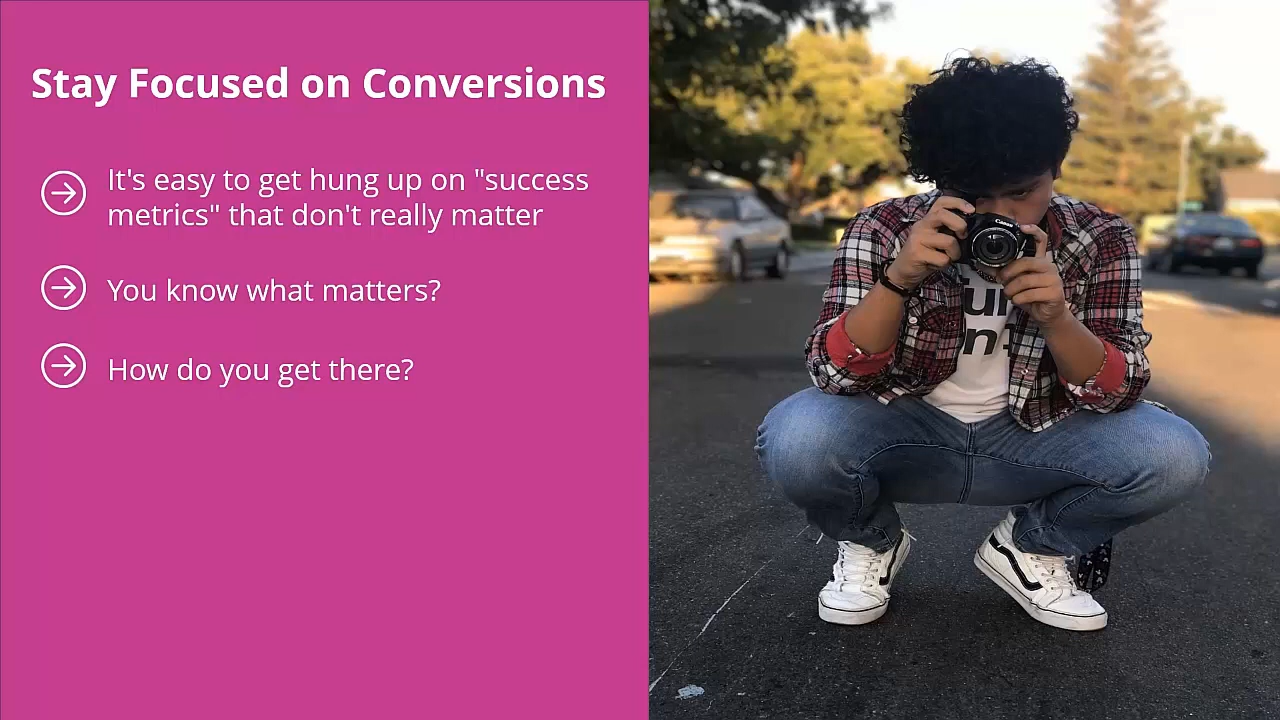 Stay Focused on Conversions
It's easy to get hung up on "success
metrics" that don't really matter
You know what matters?
How do you get there?
Canon